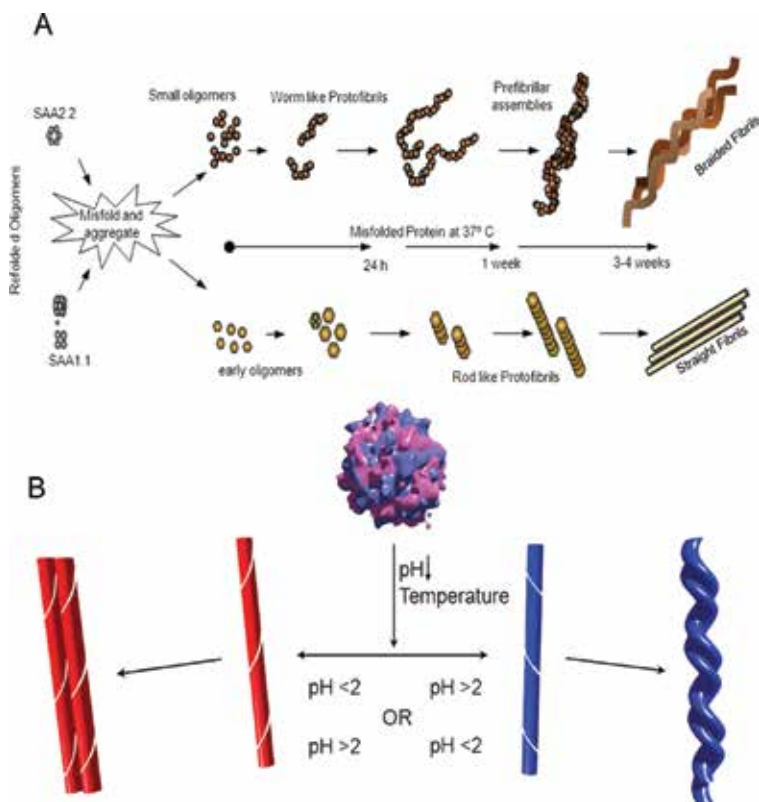 A
Small oligomers
Worm like Protofibrils
Prefibrillar
assemblies
Braided Fibrils
SAA2.2
Refolde d Oligomers
Misfold and
aggregate
Misfolded Protein at 37º C
24 h
1 week
3-4 weeks
+
SAA1.1
early oligomers
Rod like Protofibrils
Straight Fibrils
B
pH↓
Temperature
pH <2
pH >2
OR
pH >2
pH <2